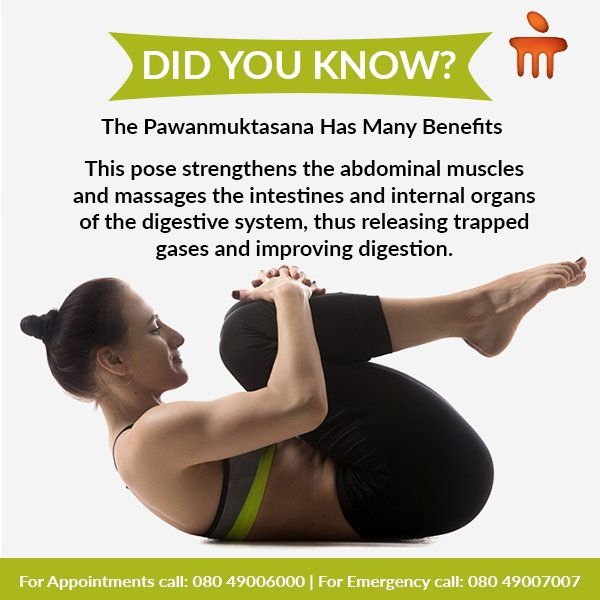 DID YOU KNOW?
The Pawanmuktasana Has Many Benefits
This pose strengthens the abdominal muscles
and massages the intestines and internal organs
of the digestive system, thus releasing trapped
gases and improving digestion.
For Appointments call: 080 49006000 | For Emergency call: 080 49007007